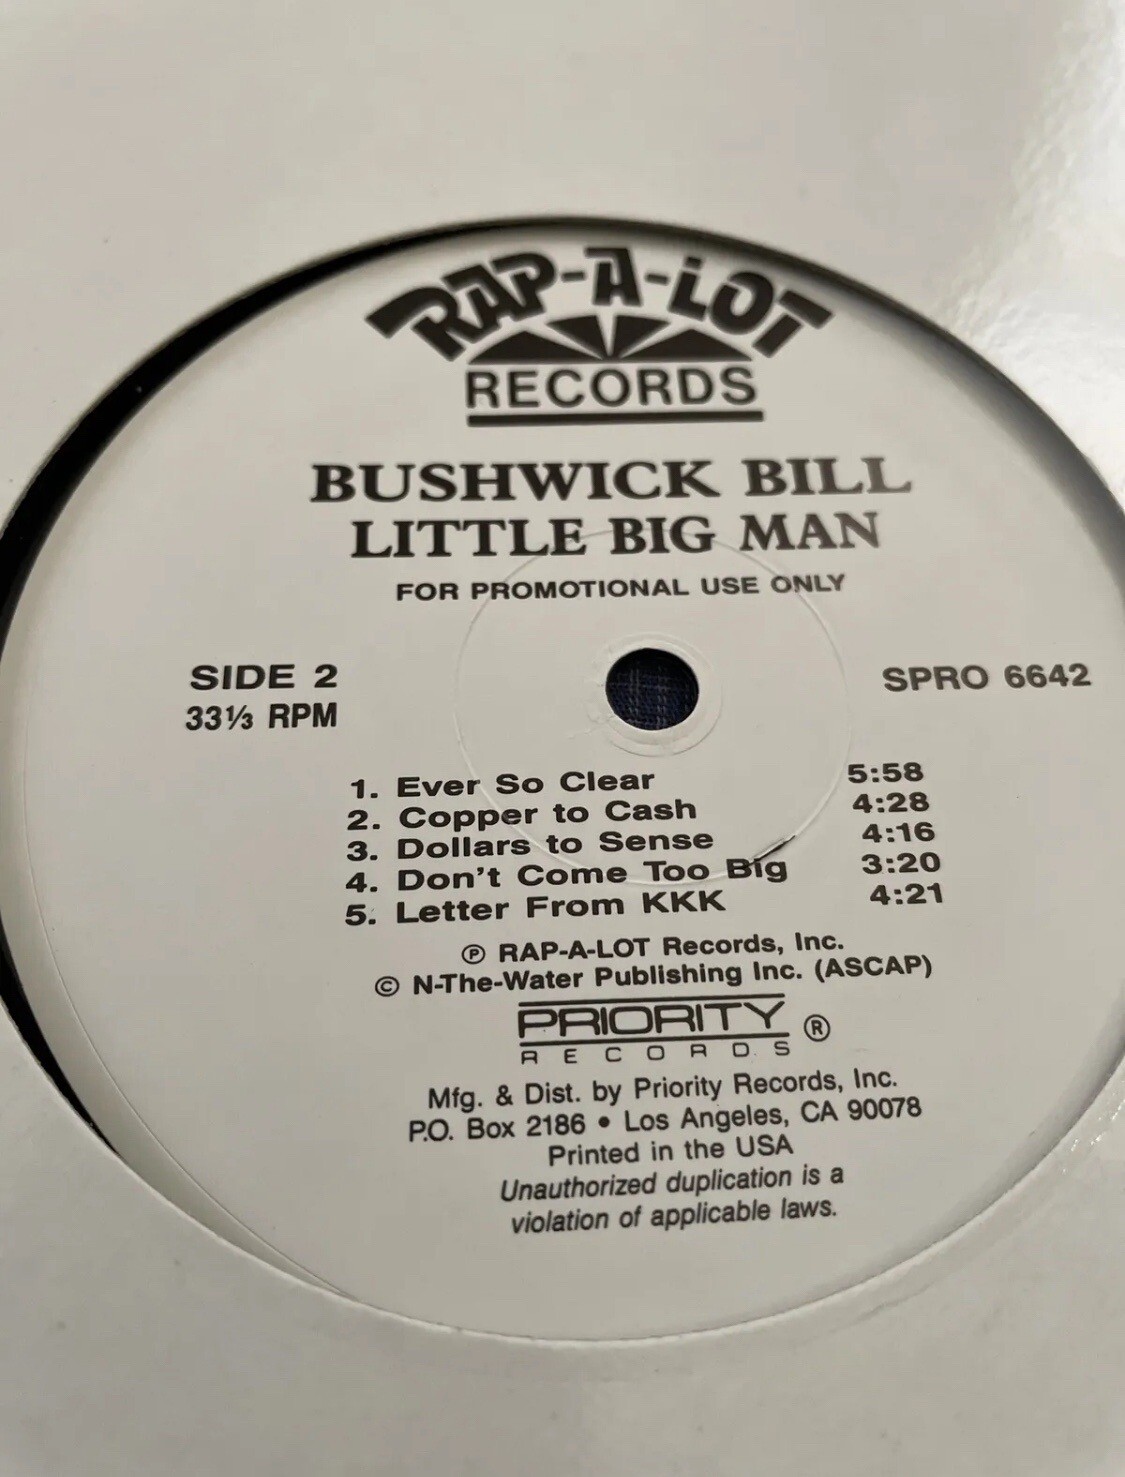 RAP-A-LOT
RECORDS
BUSHWICK BILL
LITTLE BIG MAN
FOR PROMOTIONAL USE ONLY
SIDE 2
33⅓ RPM
SPRO 6642
1. Ever So Clear 5:58
2. Copper to Cash 4:28
3. Dollars to Sense 4:16
4. Don't Come Too Big 3:20
5. Letter From KKK 4:21
℗ RAP-A-LOT Records, Inc.
© N-The-Water Publishing Inc. (ASCAP)
PRIORITY ®
RECORDS
Mfg. & Dist. by Priority Records, Inc.
P.O. Box 2186 • Los Angeles, CA 90078
Printed in the USA
Unauthorized duplication is a
violation of applicable laws.